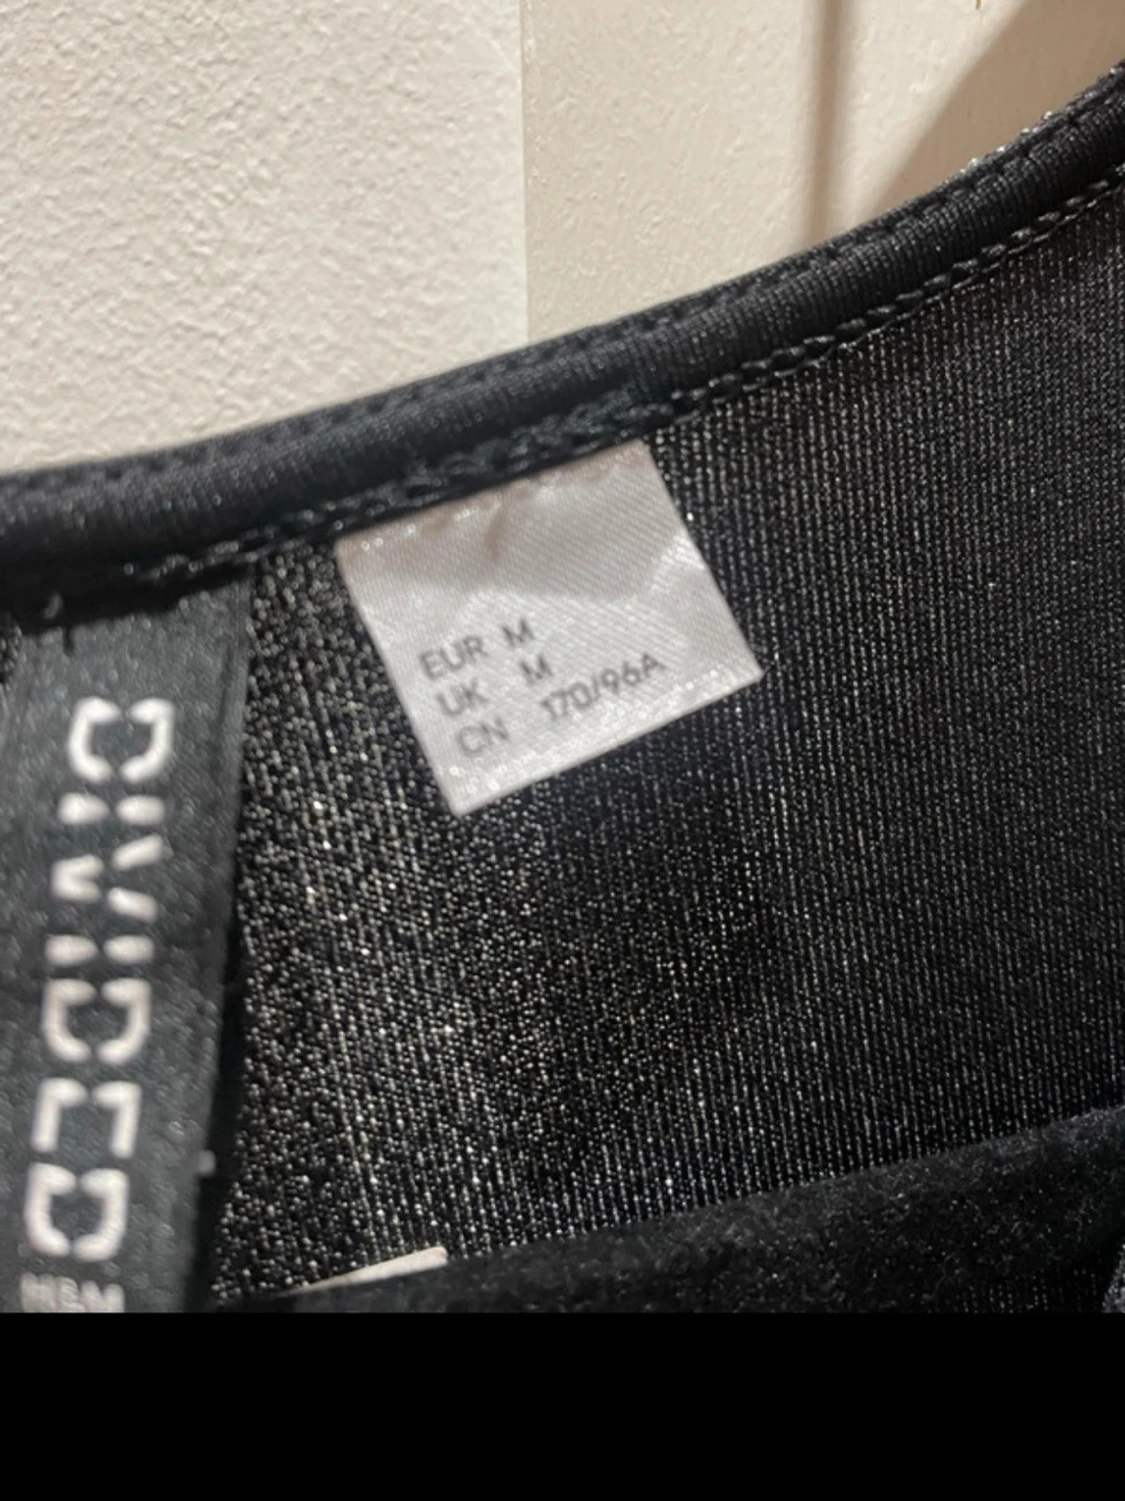 DIVIDED
H&M
EUR M
UK M
CN 170/96A